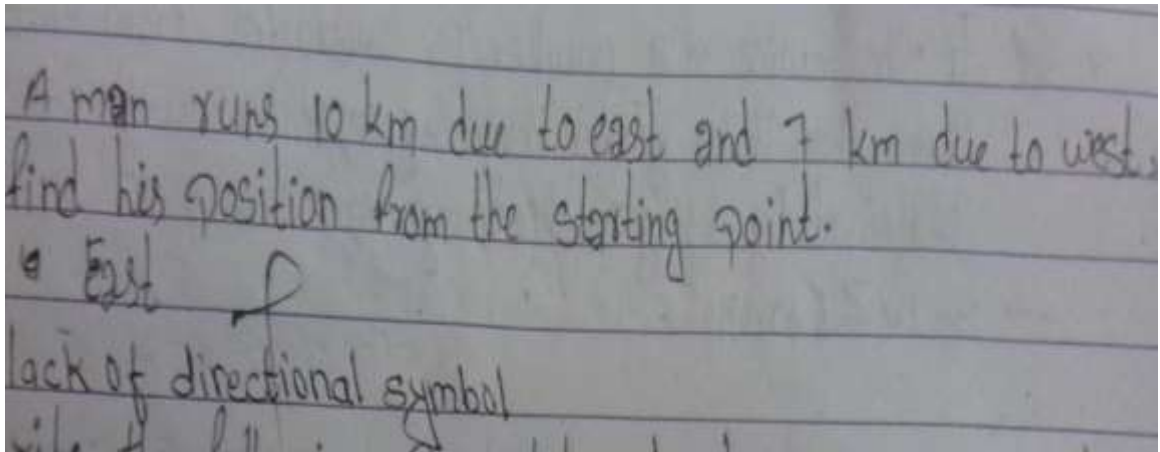 A man runs 10 km due to east and 7 km due to west,
find his position from the starting point.
East
lack of directional symbol